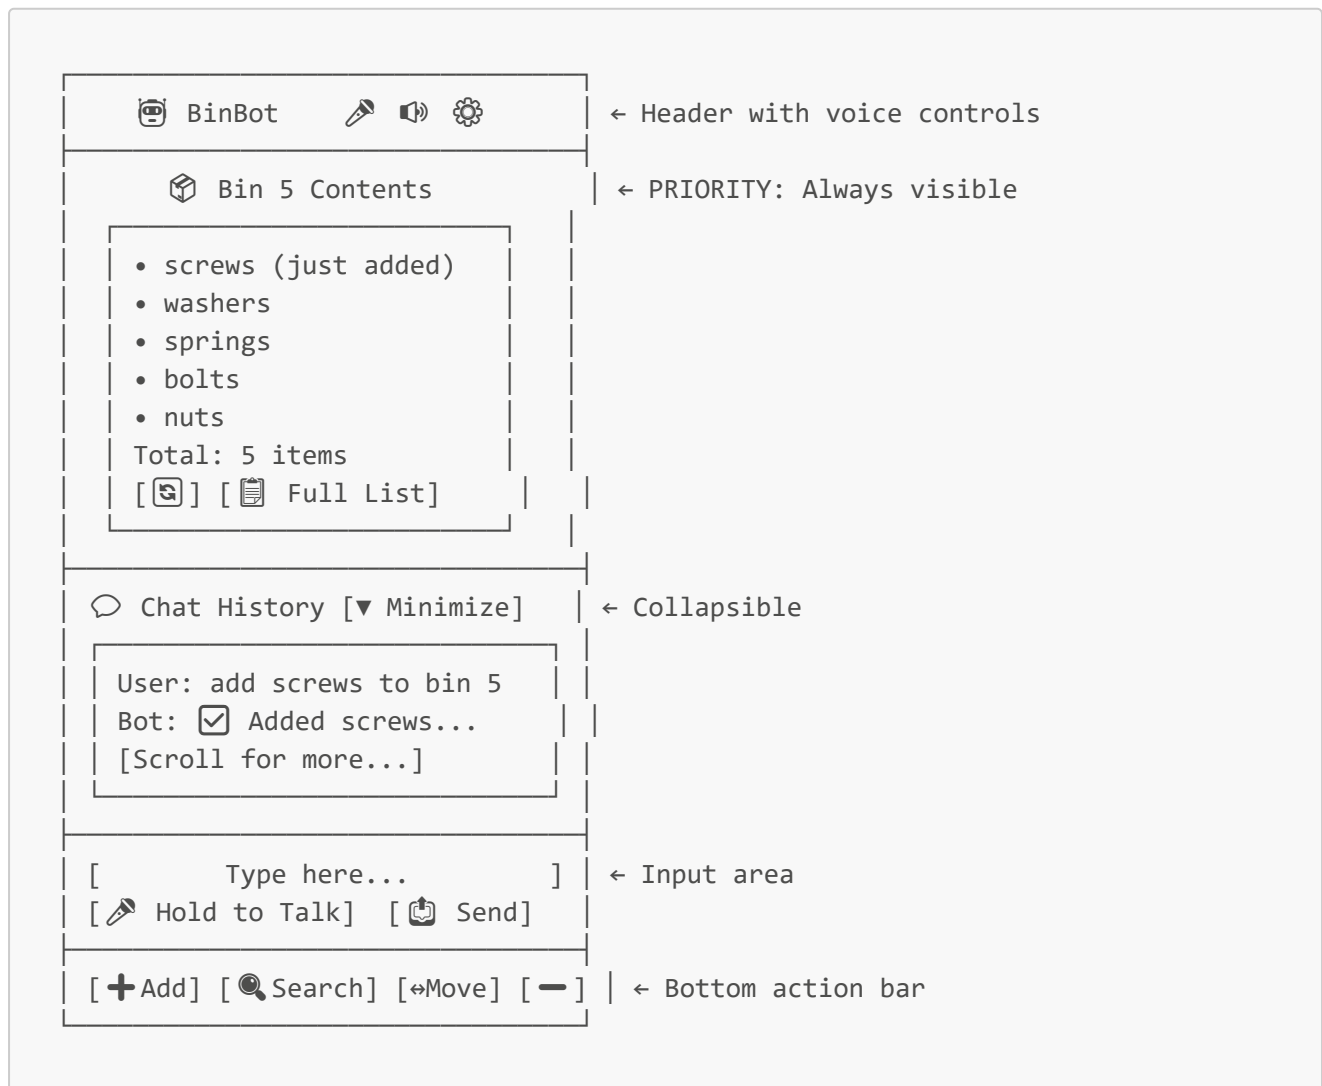 🤖 BinBot 🎤 🔊 ⚙ ← Header with voice controls
📦 Bin 5 Contents ← PRIORITY: Always visible
• screws (just added)
• washers
• springs
• bolts
• nuts
Total: 5 items
[🔄] [📋 Full List]
💬 Chat History [▼ Minimize] ← Collapsible
User: add screws to bin 5
Bot: ✅ Added screws...
[Scroll for more...]
[ Type here... ] ← Input area
[🎤 Hold to Talk] [📤 Send]
[➕Add] [🔍Search] [↔Move] [➖] ← Bottom action bar